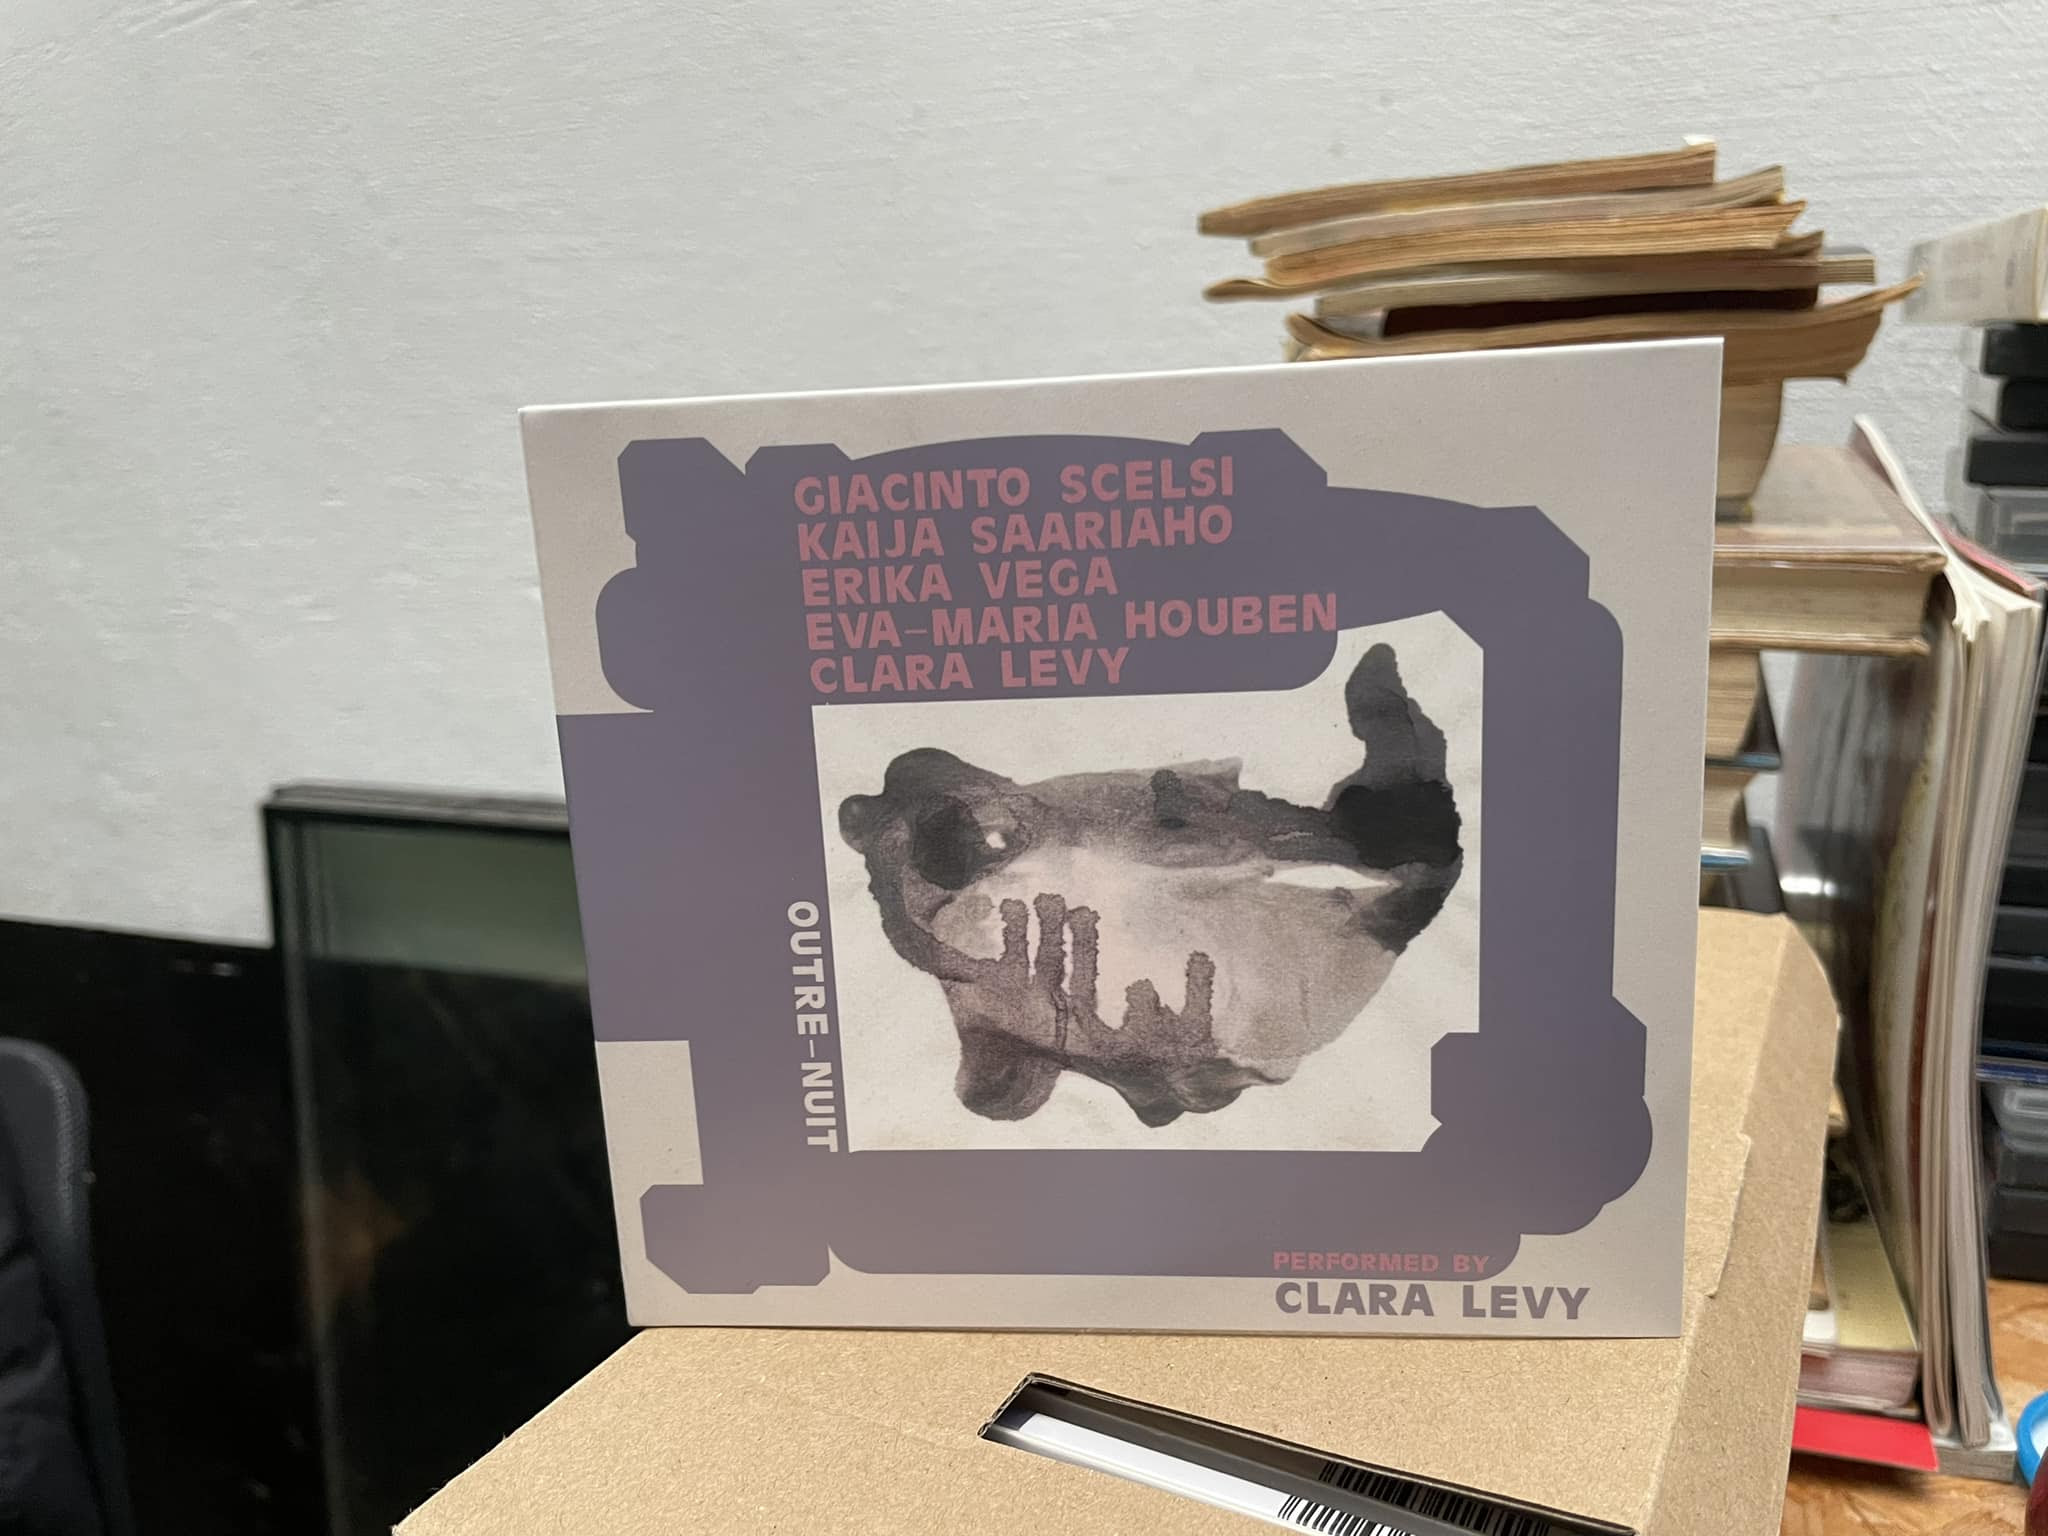 GIACINTO SCELSI
KAIJA SAARIAHO
ERIKA VEGA
EVA-MARIA HOUBEN
CLARA LEVY
OUTRE-NUIT
PERFORMED BY
CLARA LEVY